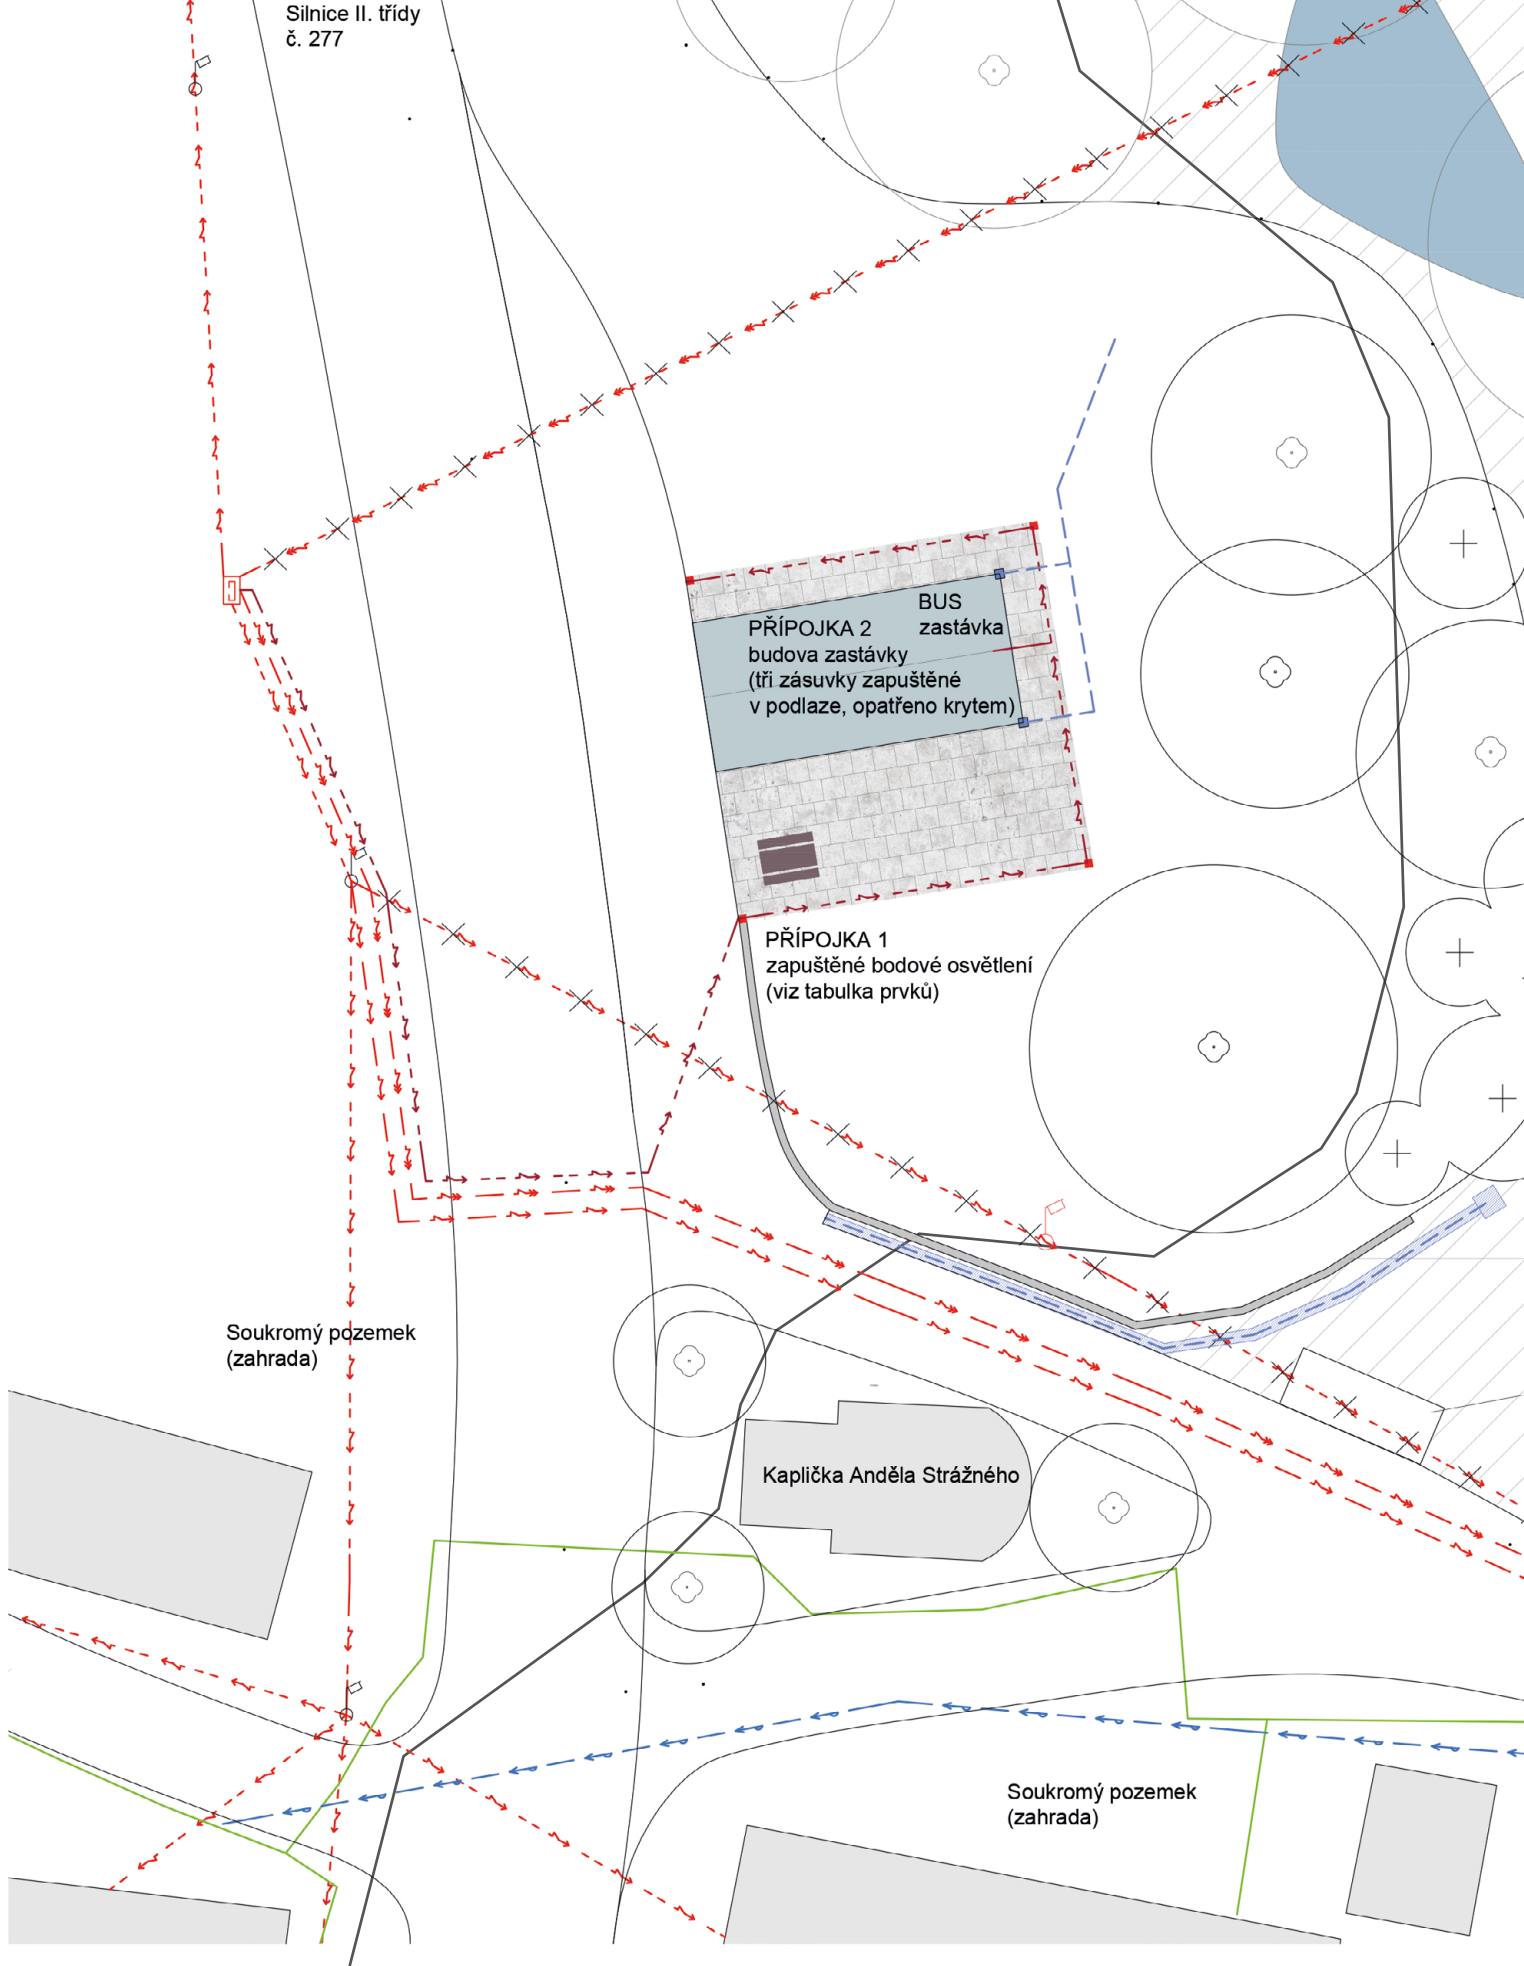 Silnice II. třídy
č. 277
BUS
zastávka
PŘÍPOJKA 2
budova zastávky
(tři zásuvky zapuštěné
v podlaze, opatřeno krytem)
PŘÍPOJKA 1
zapuštěné bodové osvětlení
(viz tabulka prvků)
Soukromý pozemek
(zahrada)
Kaplička Anděla Strážného
Soukromý pozemek
(zahrada)